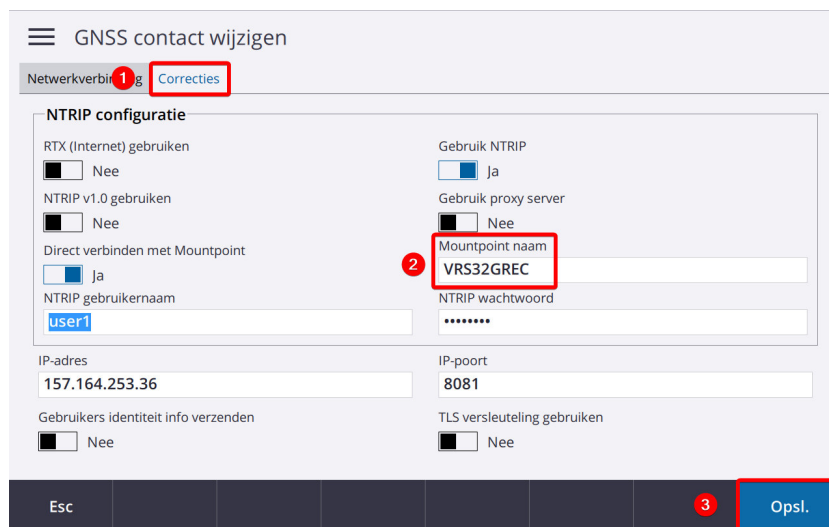 GNSS contact wijzigen
Netwerkverbin 1 g Correcties
NTRIP configuratie
RTX (Internet) gebruiken
Nee
Gebruik NTRIP
Ja
NTRIP v1.0 gebruiken
Nee
Gebruik proxy server
Nee
Direct verbinden met Mountpoint
Ja
2
Mountpoint naam
VRS32GREC
NTRIP gebruikernaam
user1
NTRIP wachtwoord
••••••••
IP-adres
157.164.253.36
IP-poort
8081
Gebruikers identiteit info verzenden
Nee
TLS versleuteling gebruiken
Nee
Esc 3 Opsl.